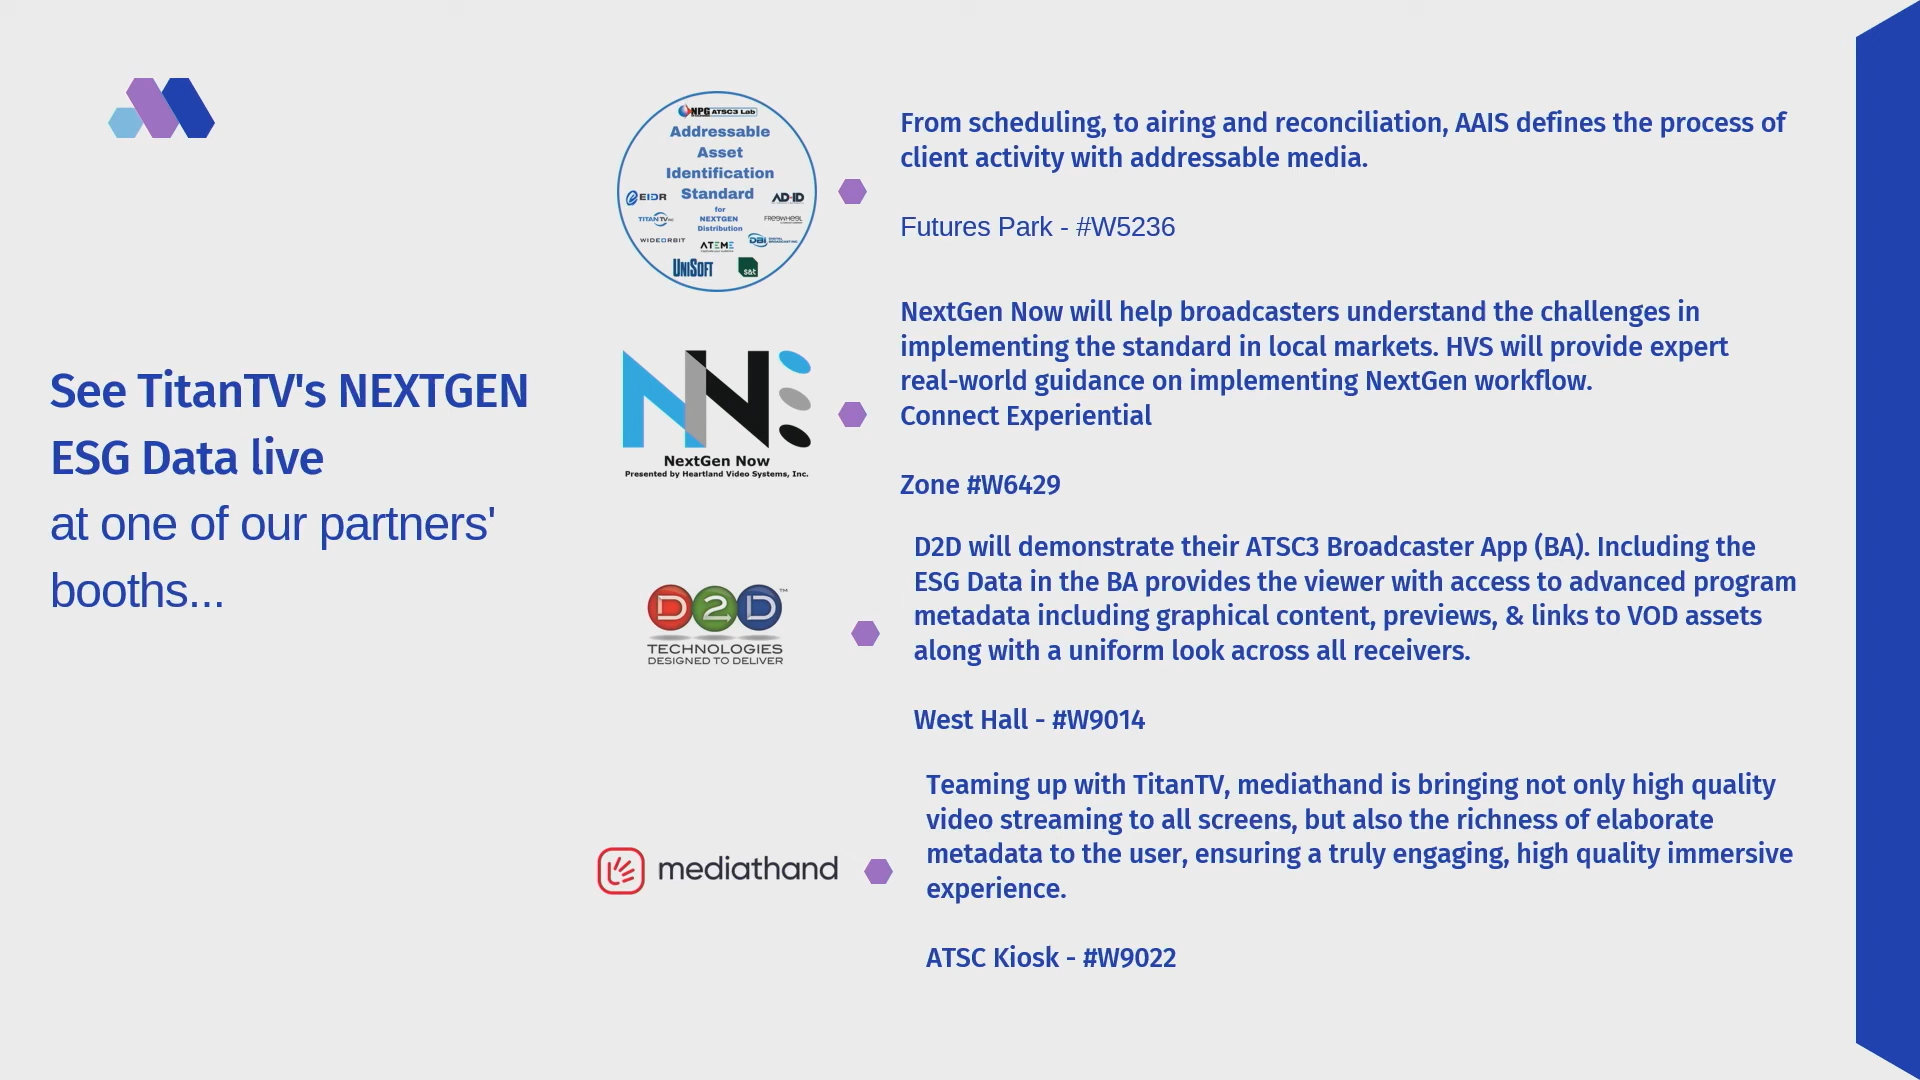 See TitanTV's NEXTGEN
ESG Data live
at one of our partners'
booths...
NPG ATSC3 Lab
Addressable
Asset
Identification
Standard
for
NEXTGEN
Distribution
EIDR
AD-ID
TITANTV
FREEWHEEL
WIDEORBIT
ATEME
DBI
UNISOFT
s&t
From scheduling, to airing and reconciliation, AAIS defines the process of
client activity with addressable media.
Futures Park - #W5236
NextGen Now
Presented by Heartland Video Systems, Inc.
NextGen Now will help broadcasters understand the challenges in
implementing the standard in local markets. HVS will provide expert
real-world guidance on implementing NextGen workflow.
Connect Experiential
Zone #W6429
D2D™
TECHNOLOGIES
DESIGNED TO DELIVER
D2D will demonstrate their ATSC3 Broadcaster App (BA). Including the
ESG Data in the BA provides the viewer with access to advanced program
metadata including graphical content, previews, & links to VOD assets
along with a uniform look across all receivers.
West Hall - #W9014
mediathand
Teaming up with TitanTV, mediathand is bringing not only high quality
video streaming to all screens, but also the richness of elaborate
metadata to the user, ensuring a truly engaging, high quality immersive
experience.
ATSC Kiosk - #W9022